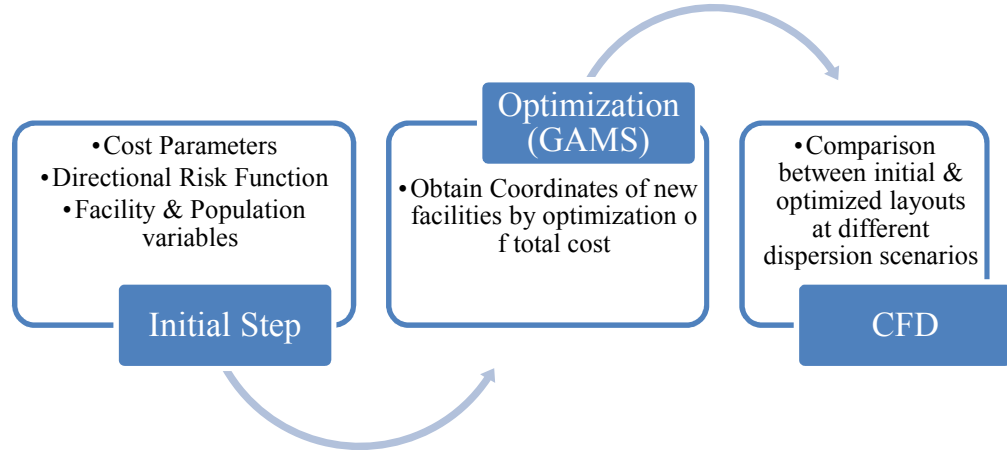 •Cost Parameters
•Directional Risk Function
•Facility & Population
variables
Initial Step
Optimization
(GAMS)
•Obtain Coordinates of new
facilities by optimization o
f total cost
•Comparison
between initial &
optimized layouts
at different
dispersion scenarios
CFD